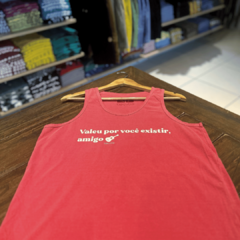 Valeu por você existir,
amigo